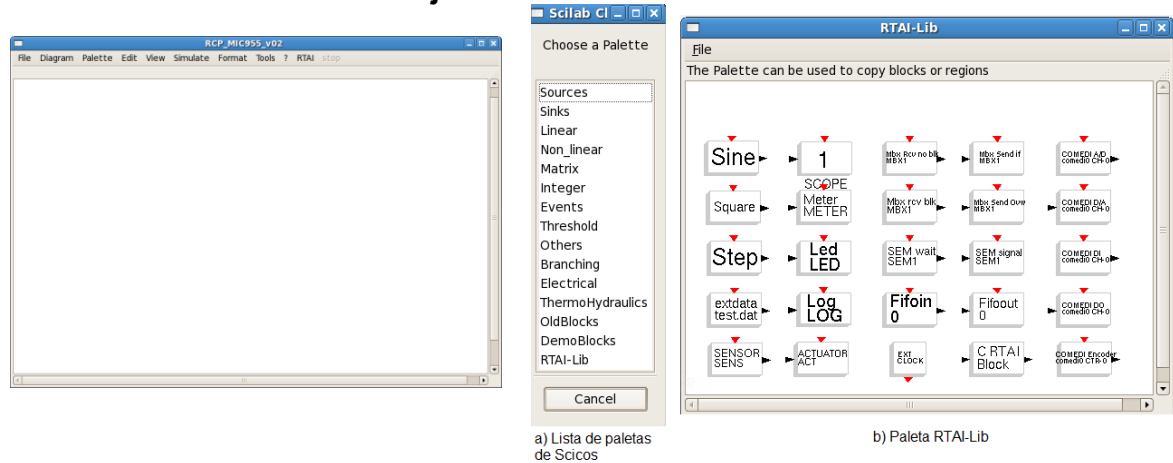 RCP_MIC955_v02
File Diagram Palette Edit View Simulate Format Tools ? RTAI stop
Scilab Cl
Choose a Palette
Sources
Sinks
Linear
Non_linear
Matrix
Integer
Events
Threshold
Others
Branching
Electrical
ThermoHydraulics
OldBlocks
DemoBlocks
RTAI-Lib
Cancel
a) Lista de paletas
de Scicos
RTAI-Lib
File
The Palette can be used to copy blocks or regions
Sine
1
SCOPE
Mbx Rcv no blk
MBX1
Mbx Send if
MBX1
COMEDI A/D
comedi0 CH-0
Square
Meter
METER
Mbx rcv blk
MBX1
Mbx Send Ovw
MBX1
COMEDI D/A
comedi0 CH-0
Step
Led
LED
SEM wait
SEM1
SEM signal
SEM1
COMEDI DI
comedi0 CH-0
extdata
test.dat
Log
LOG
Fifoin
0
Fifoout
0
COMEDI DO
comedi0 CH-0
SENSOR
SENS
ACTUATOR
ACT
EXT
CLOCK
C RTAI
Block
COMEDI Encoder
comedi0 CTR-0
b) Paleta RTAI-Lib